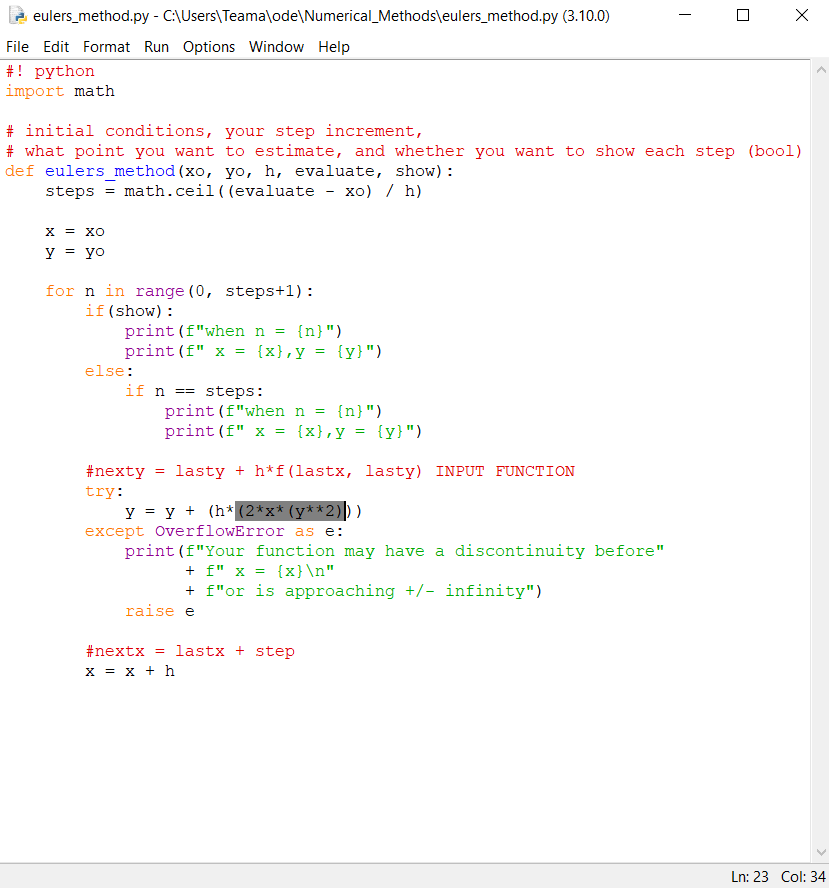 eulers_method.py - C:\Users\Teama\ode\Numerical_Methods\eulers_method.py (3.10.0)
File Edit Format Run Options Window Help
#! python
import math

# initial conditions, your step increment,
# what point you want to estimate, and whether you want to show each step (bool)
def eulers_method(xo, yo, h, evaluate, show):
    steps = math.ceil((evaluate - xo) / h)

    x = xo
    y = yo

    for n in range(0, steps+1):
        if(show):
            print(f"when n = {n}")
            print(f" x = {x},y = {y}")
        else:
            if n == steps:
                print(f"when n = {n}")
                print(f" x = {x},y = {y}")

        #nexty = lasty + h*f(lastx, lasty) INPUT FUNCTION
        try:
            y = y + (h*(2*x*(y**2)))
        except OverflowError as e:
            print(f"Your function may have a discontinuity before"
                  + f" x = {x}\n"
                  + f"or is approaching +/- infinity")
            raise e

        #nextx = lastx + step
        x = x + h
Ln: 23 Col: 34